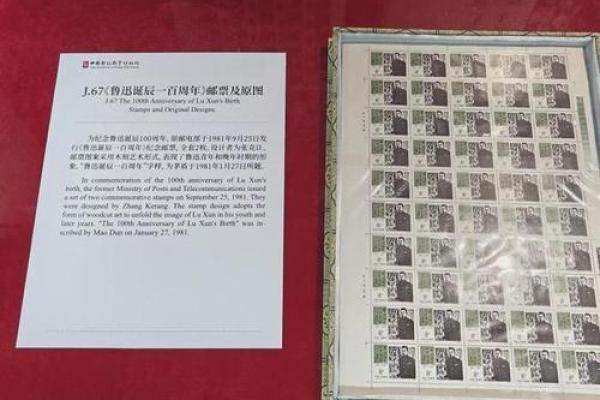 J.67《鲁迅诞辰一百周年》邮票及原图
J.67 The 100th Anniversary of Lu Xun's Birth
Stamps and Original Designs
为纪念鲁迅诞辰100周年，原邮电部于1981年9月25日发
行《鲁迅诞辰一百周年》纪念邮票，全套2枚，设计者为张克让。
邮票图案采用木刻艺术形式，表现了鲁迅青年和晚年时期的形
象。“鲁迅诞辰一百周年”字样，为茅盾于1981年1月27日所题。
In commemoration of the 100th anniversary of Lu Xun's
birth, the former Ministry of Posts and Telecommunications issued
a set of two commemorative stamps on September 25, 1981. They
were designed by Zhang Kerang. The stamp design adopts the
form of woodcut art to unfold the image of Lu Xun in his youth and
later years. "The 100th Anniversary of Lu Xun's Birth" was in-
scribed by Mao Dun on January 27, 1981.